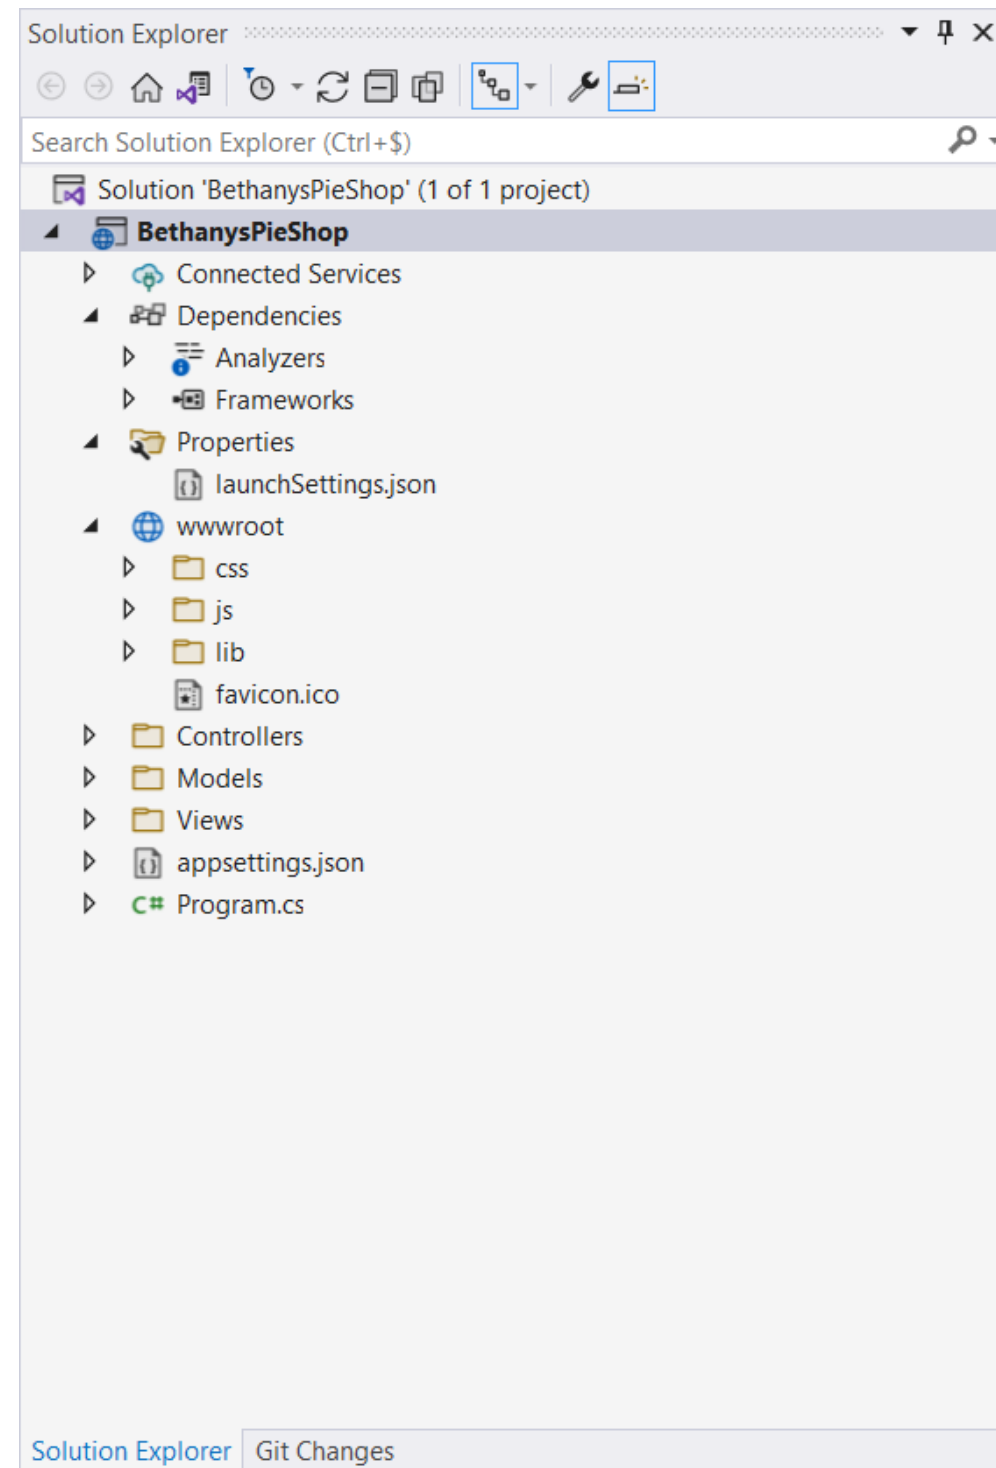 Solution Explorer
Search Solution Explorer (Ctrl+$)
Solution 'BethanysPieShop' (1 of 1 project)
BethanysPieShop
Connected Services
Dependencies
Analyzers
Frameworks
Properties
launchSettings.json
wwwroot
css
js
lib
favicon.ico
Controllers
Models
Views
appsettings.json
C# Program.cs
Solution Explorer Git Changes